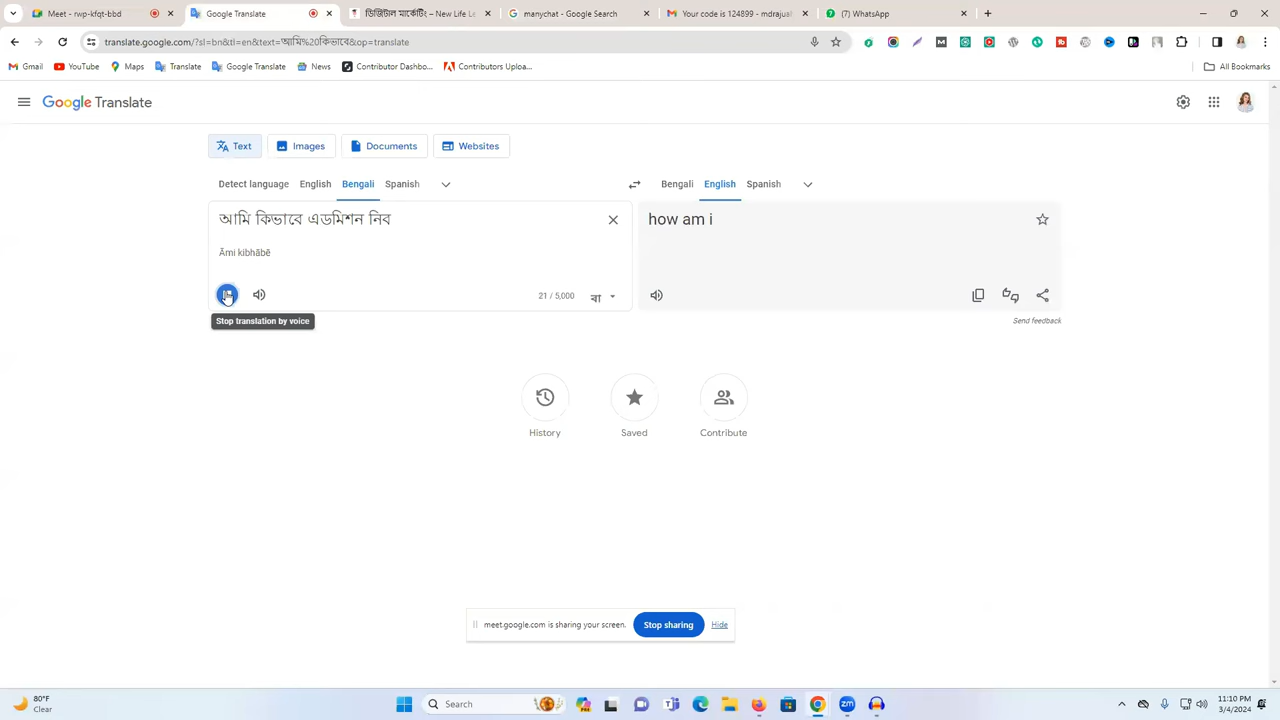 Meet - rwp-kfqt-bbd
Google Translate
ডিজিটাল মার্কেটিং - New Life Le
manychat - Google Search
Your code is 124899 - mdrajust
(7) WhatsApp
translate.google.com/?sl=bn&tl=en&text=আমি%20কিভাবে&op=translate
Gmail
YouTube
Maps
Translate
Google Translate
News
Contributor Dashbo...
Contributors Uploa...
All Bookmarks
Google Translate
Text
Images
Documents
Websites
Detect language
English
Bengali
Spanish
Bengali
English
Spanish
আমি কিভাবে এডমিশন নিব
how am i
Āmi kibhābē
21 / 5,000
Stop translation by voice
Send feedback
History
Saved
Contribute
meet.google.com is sharing your screen.
Stop sharing
Hide
80°F
Clear
Search
11:10 PM
3/4/2024